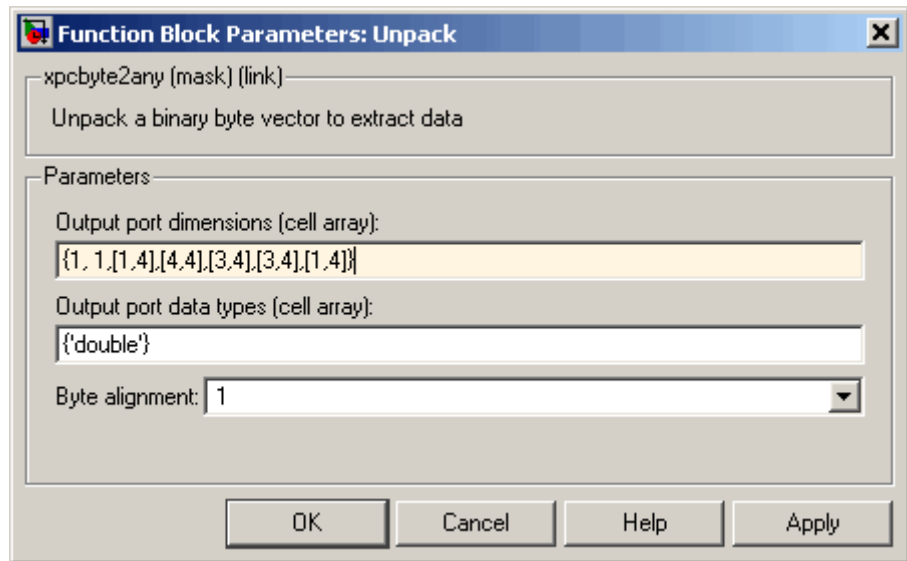 Function Block Parameters: Unpack
xpcbyte2any (mask) (link)
Unpack a binary byte vector to extract data
Parameters
Output port dimensions (cell array):
{1, 1,[1,4],[4,4],[3,4],[3,4],[1,4]}
Output port data types (cell array):
{'double'}
Byte alignment: 1
OK Cancel Help Apply